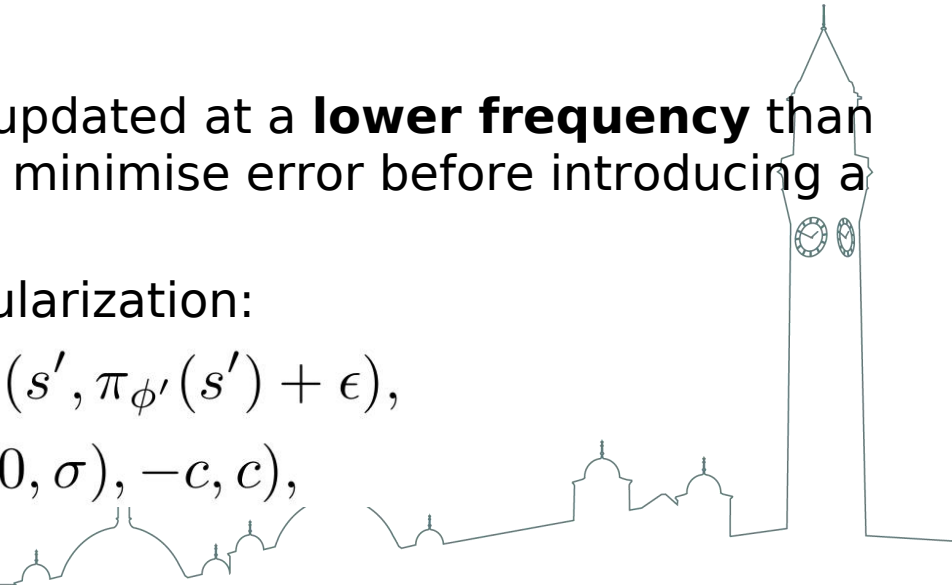 updated at a lower frequency than
minimise error before introducing a
ularization:
(s′, π_ϕ′(s′) + ϵ),
0, σ), −c, c),